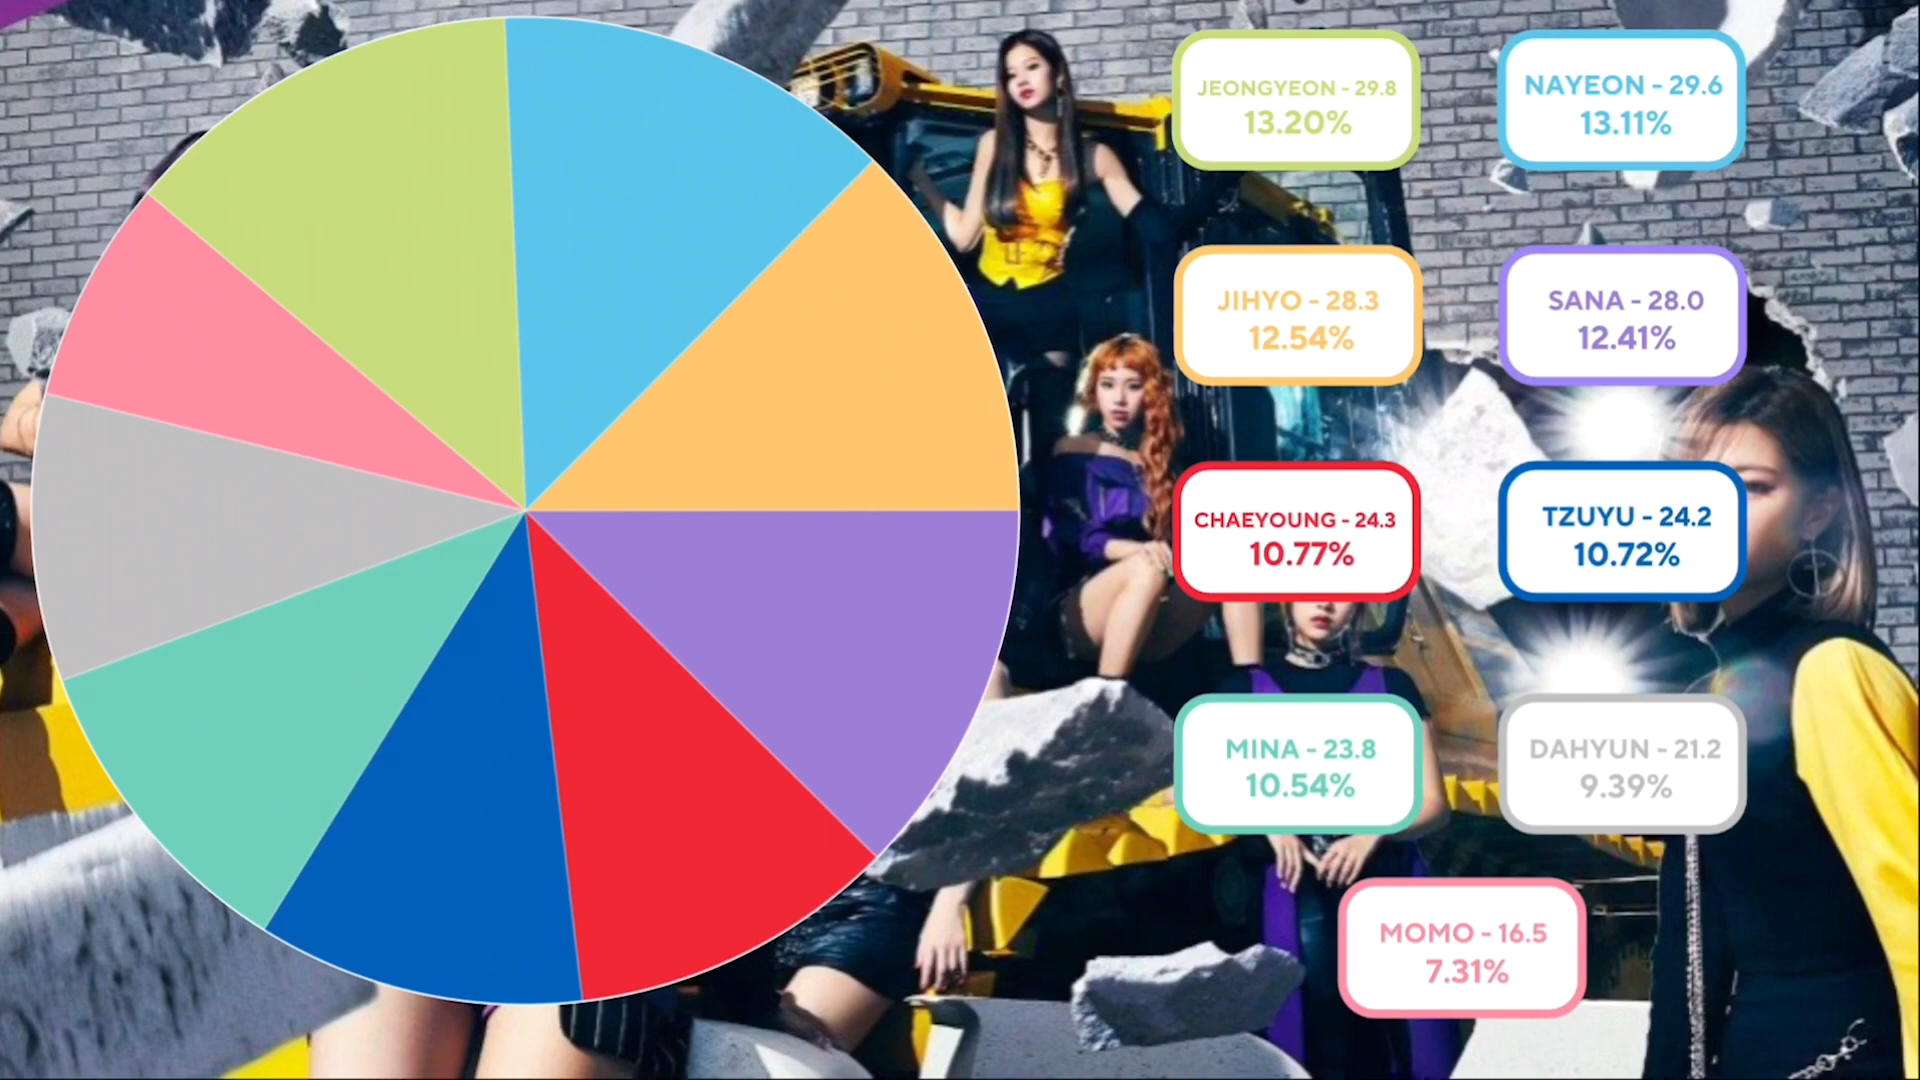 JEONGYEON - 29.8
13.20%
NAYEON - 29.6
13.11%
JIHYO - 28.3
12.54%
SANA - 28.0
12.41%
CHAEYOUNG - 24.3
10.77%
TZUYU - 24.2
10.72%
MINA - 23.8
10.54%
DAHYUN - 21.2
9.39%
MOMO - 16.5
7.31%